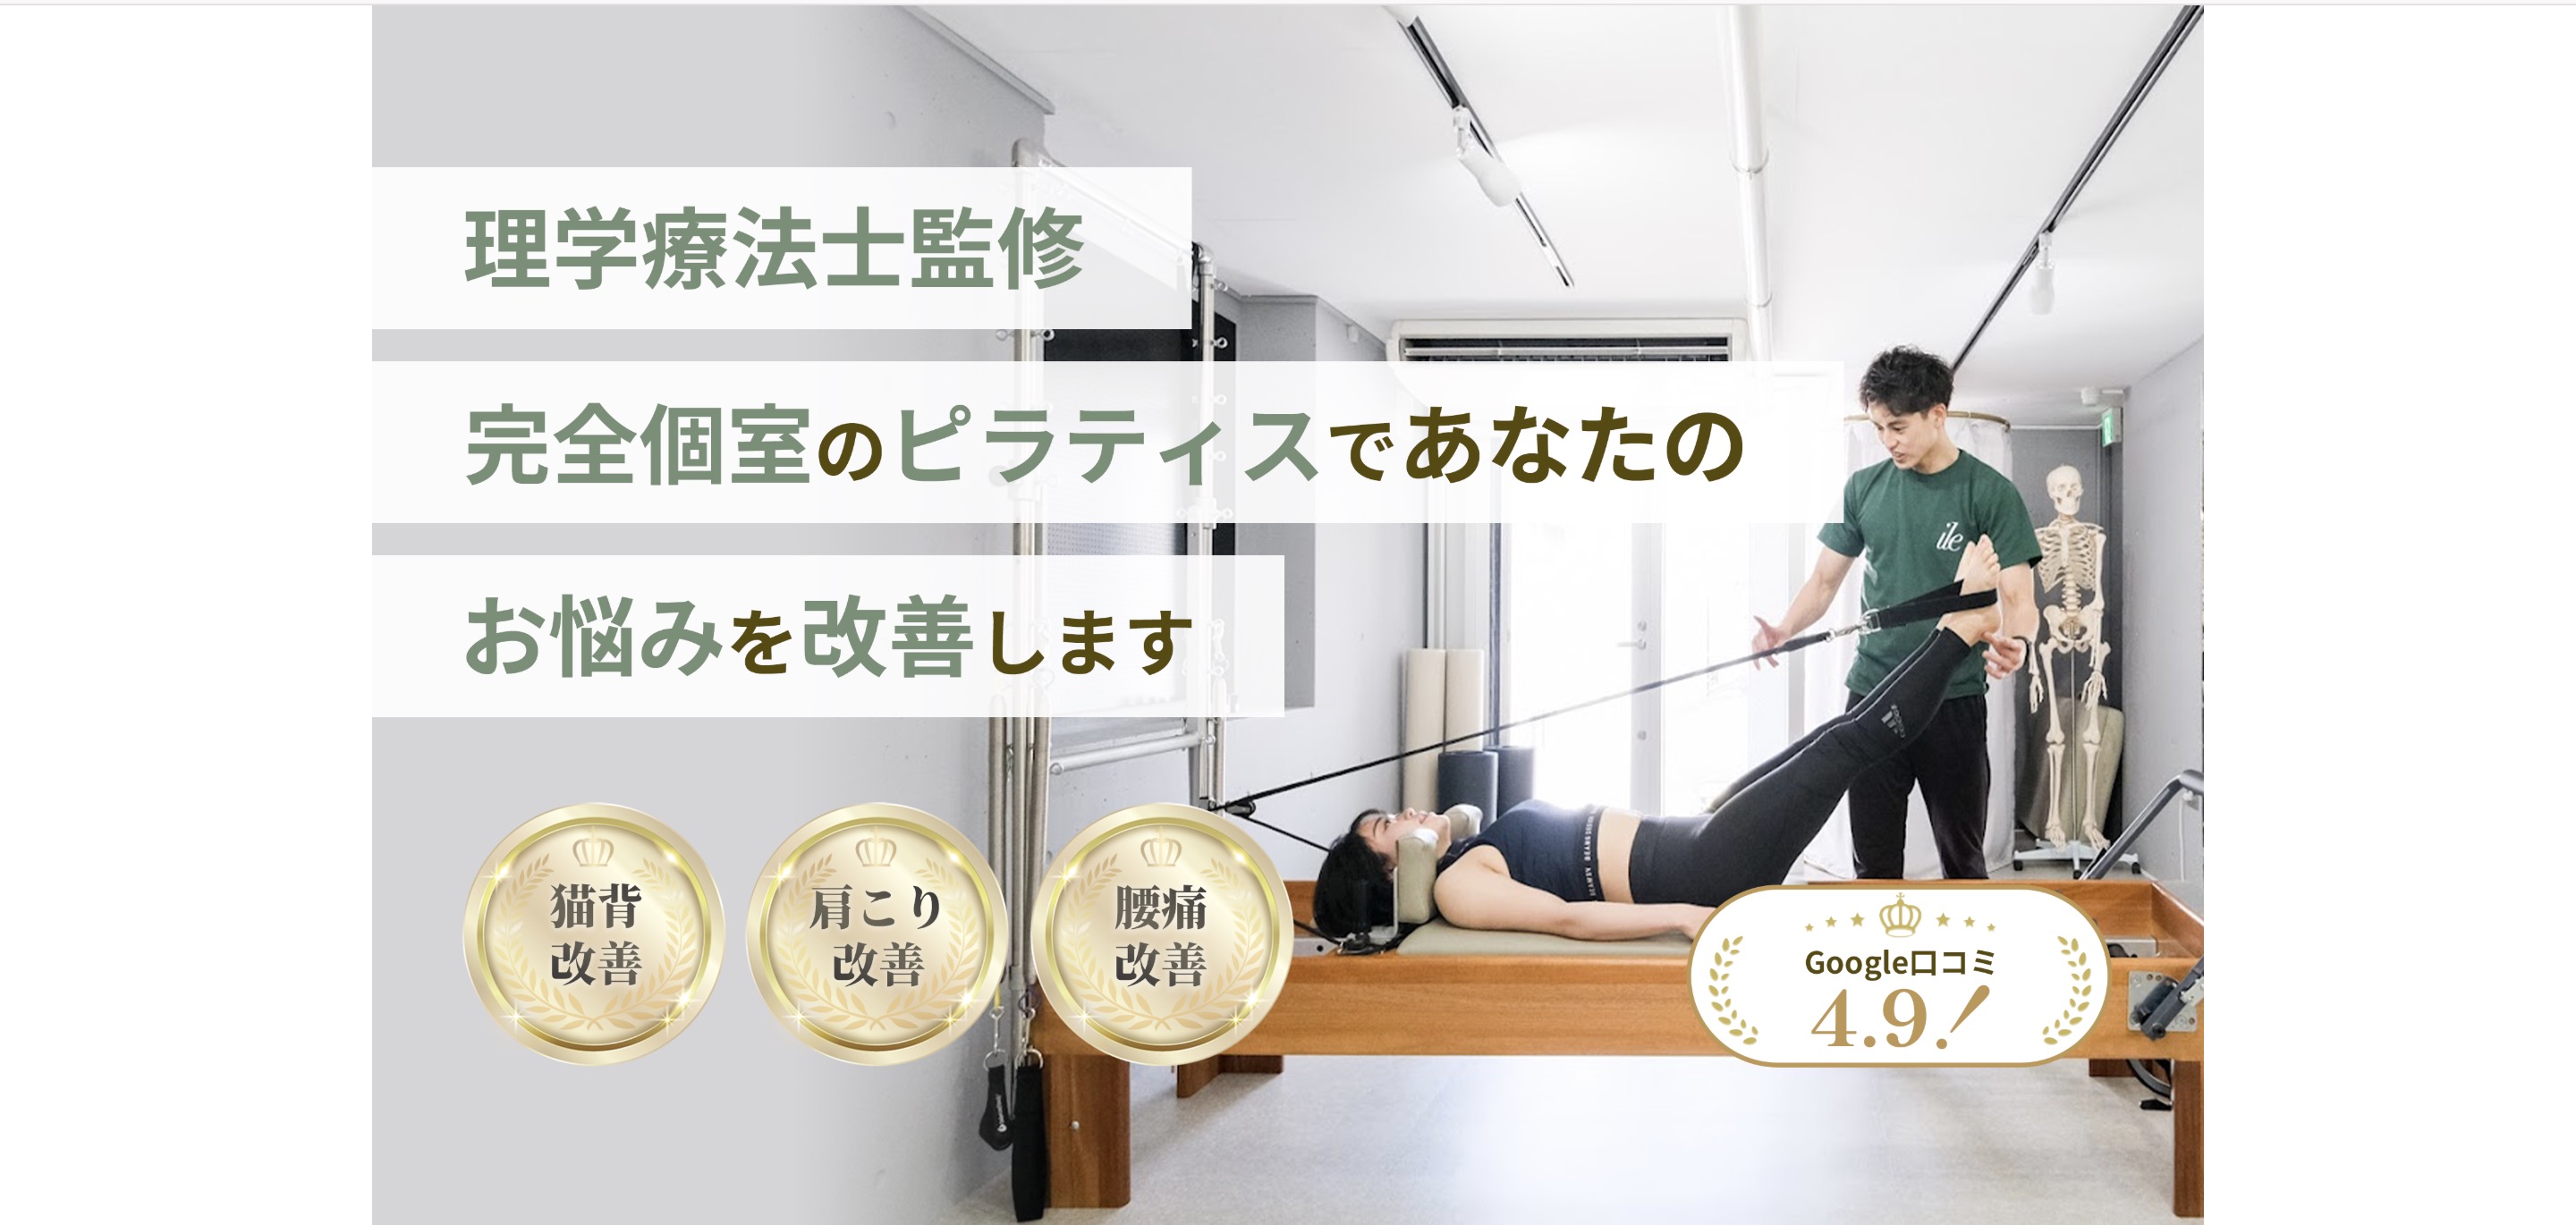 理学療法士監修
完全個室のピラティスであなたの
お悩みを改善します
ile
猫背
改善
肩こり
改善
腰痛
改善
Google口コミ
4.9!